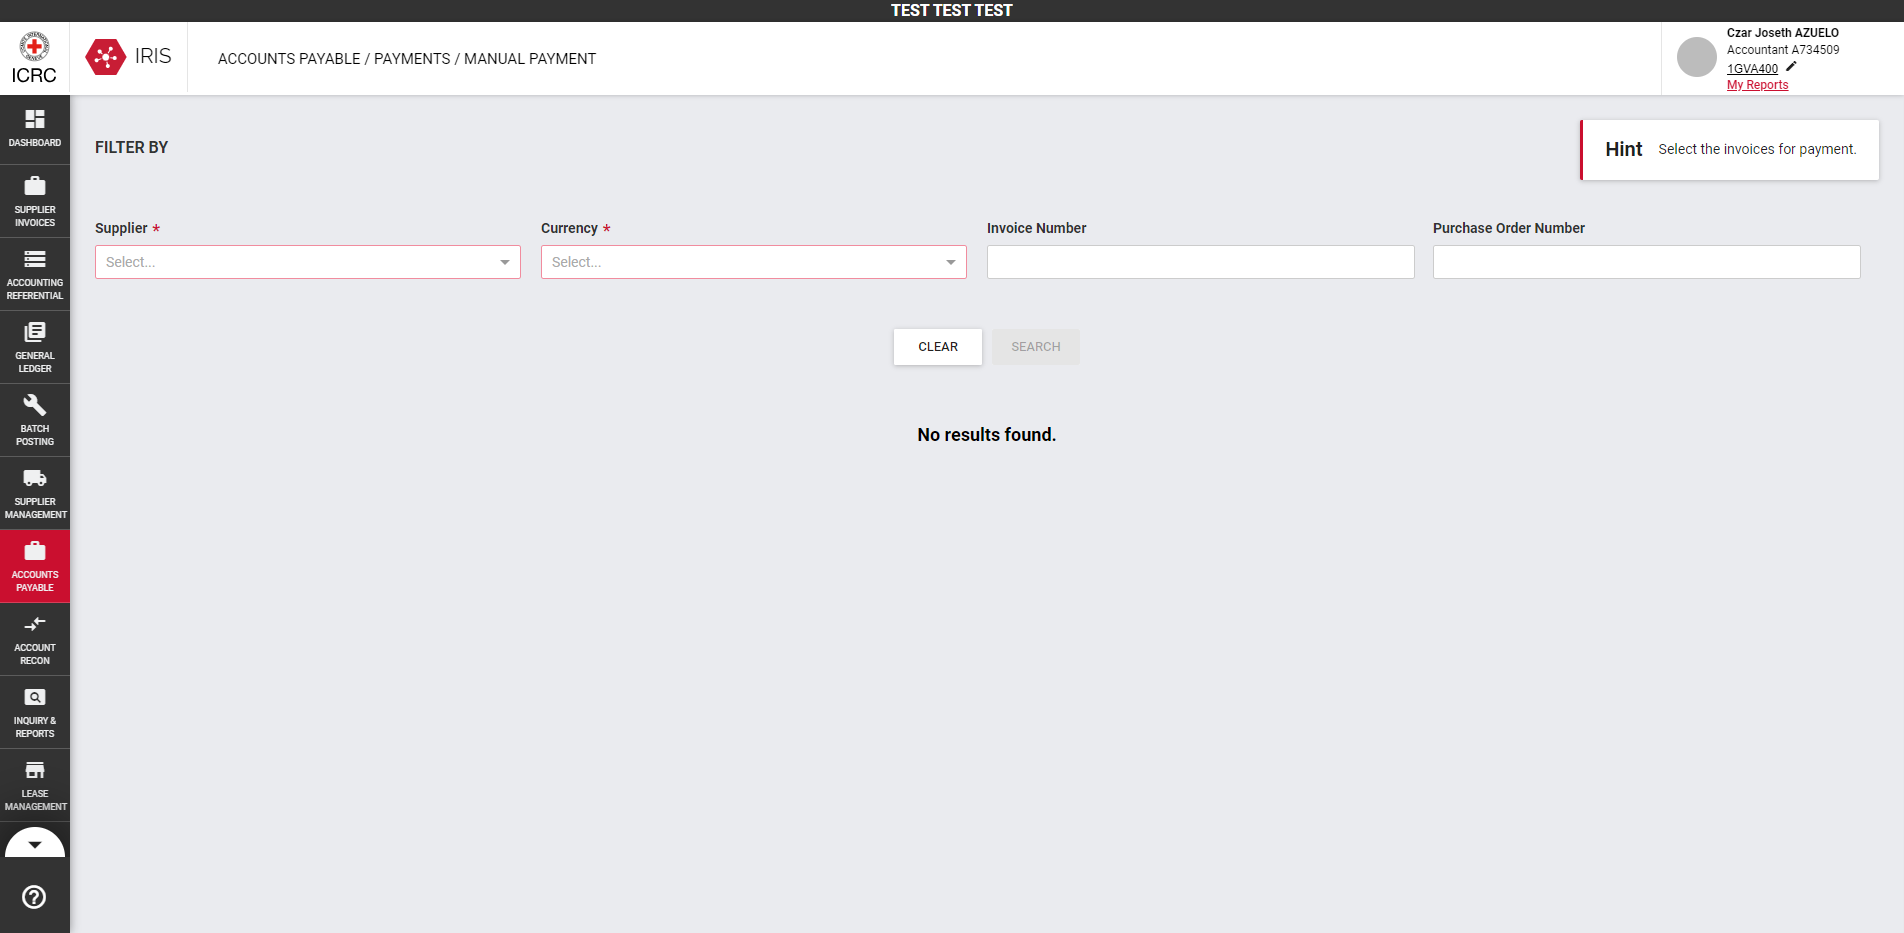 TEST TEST TEST
ICRC
IRIS
ACCOUNTS PAYABLE / PAYMENTS / MANUAL PAYMENT
Czar Joseth AZUELO
Accountant A734509
1GVA400
My Reports
DASHBOARD
SUPPLIER
INVOICES
ACCOUNTING
REFERENTIAL
GENERAL
LEDGER
BATCH
POSTING
SUPPLIER
MANAGEMENT
ACCOUNTS
PAYABLE
ACCOUNT
RECON
INQUIRY &
REPORTS
LEASE
MANAGEMENT
FILTER BY
Hint Select the invoices for payment.
Supplier * Currency * Invoice Number Purchase Order Number
Select... Select...
CLEAR SEARCH
No results found.